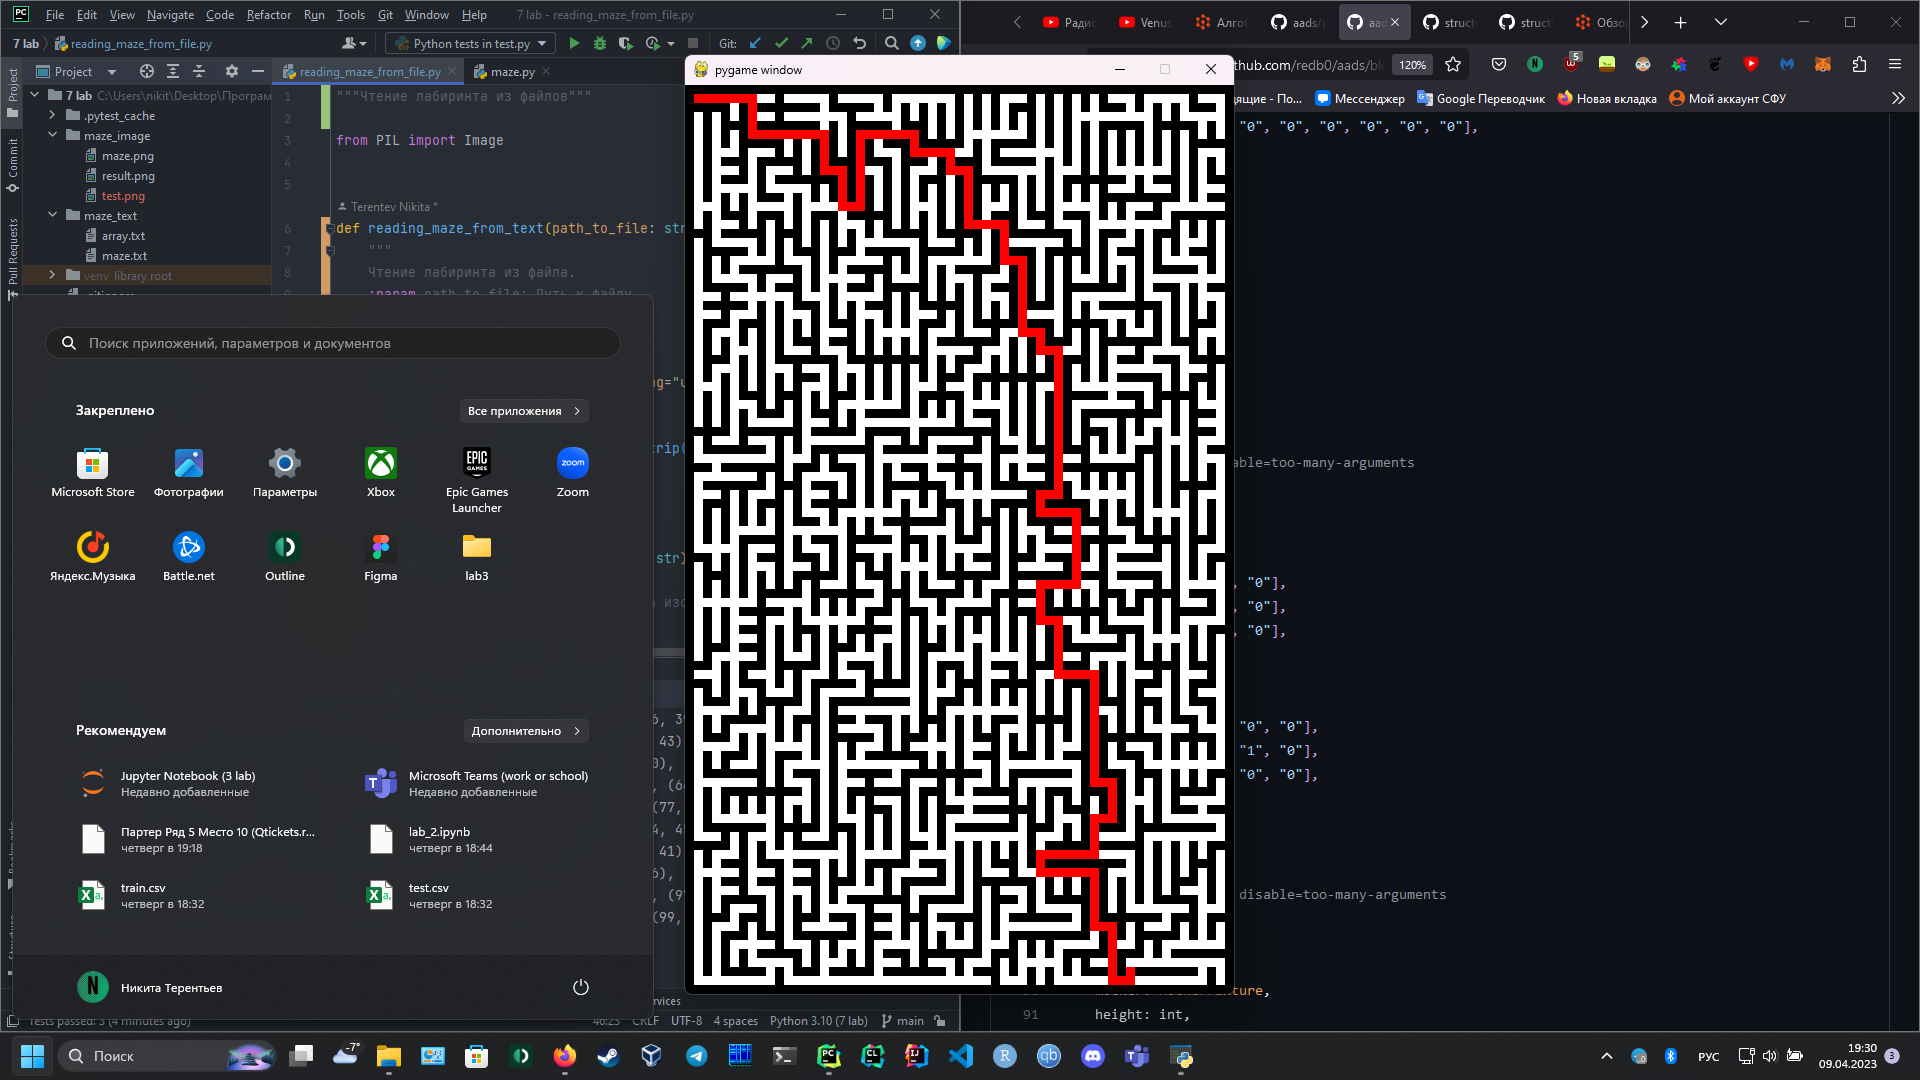 File Edit View Navigate Code Refactor Run Tools Git Window Help 7 lab - reading_maze_from_file.py
7 lab reading_maze_from_file.py Python tests in test.py Git:
Project reading_maze_from_file.py maze.py
7 lab C:\Users\nikit\Desktop\Програм
.pytest_cache
maze_image
maze.png
result.png
test.png
maze_text
array.txt
maze.txt
venv library root
Project
Commit
Pull Requests
1 """Чтение лабиринта из файлов"""
2
3 from PIL import Image
4
5
Terentev Nikita *
6 def reading_maze_from_text(path_to_file: str
7 """
8 Чтение лабиринта из файла.
Поиск приложений, параметров и документов
Закреплено
Все приложения
Microsoft Store
Фотографии
Параметры
Xbox
Epic Games Launcher
Zoom
Яндекс.Музыка
Battle.net
Outline
Figma
lab3
Рекомендуем
Дополнительно
Jupyter Notebook (3 lab)
Недавно добавленные
Microsoft Teams (work or school)
Недавно добавленные
Партер Ряд 5 Место 10 (Qtickets.r...
четверг в 19:18
lab_2.ipynb
четверг в 18:44
train.csv
четверг в 18:32
test.csv
четверг в 18:32
Никита Терентьев
Tests passed: 3 (4 minutes ago) 46:23 CRLF UTF-8 4 spaces Python 3.10 (7 lab) main
pygame window
Радио Venus Алго aads/ aad struct struct Обзо
thub.com/redb0/aads/bl 120%
Мессенджер Google Переводчик Новая вкладка Мой аккаунт СФУ
"0", "0", "0", "0", "0", "0"],
able=too-many-arguments
, "0"],
, "0"],
, "0"],
"0", "0"],
"1", "0"],
"0", "0"],
disable=too-many-arguments
91 height: int,
Поиск
-7°
РУС
19:30
09.04.2023
3